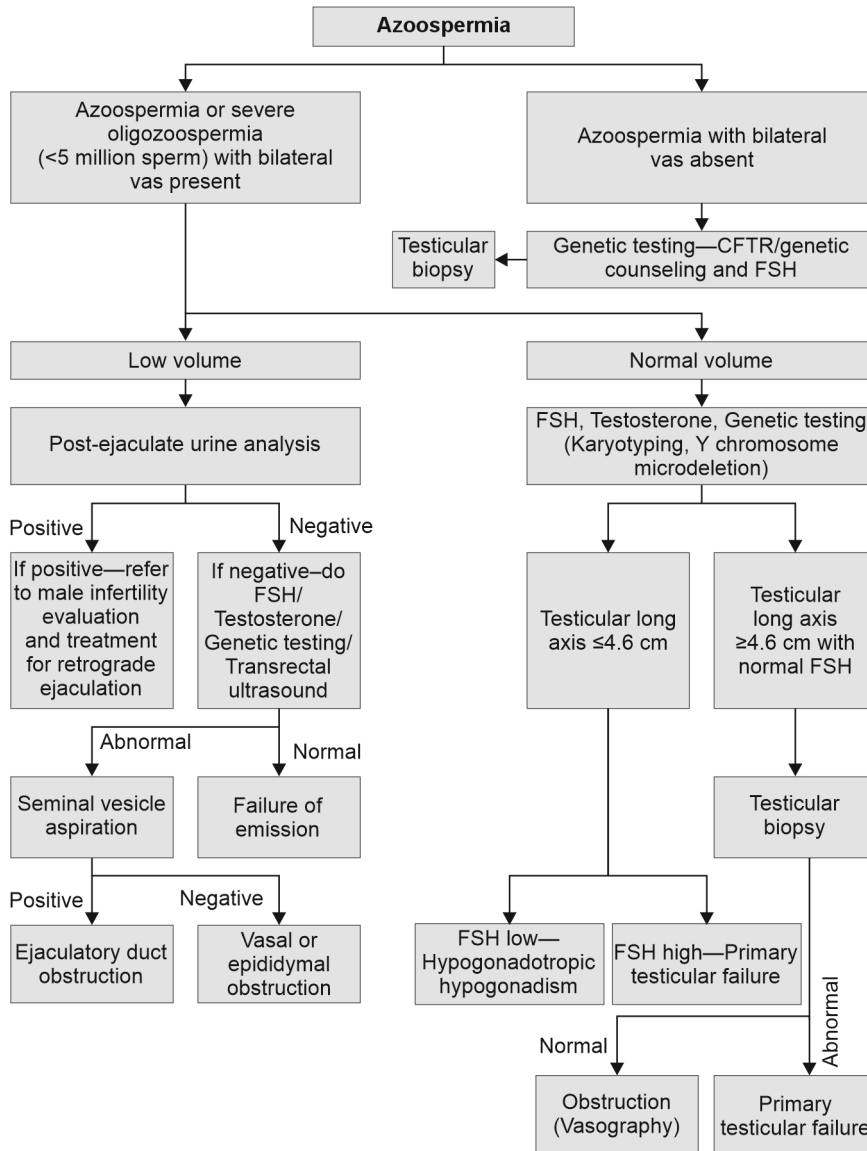 Azoospermia
Azoospermia or severe
oligozoospermia
(<5 million sperm) with bilateral
vas present
Azoospermia with bilateral
vas absent
Testicular
biopsy
Genetic testing—CFTR/genetic
counseling and FSH
Low volume
Normal volume
Post-ejaculate urine analysis
FSH, Testosterone, Genetic testing
(Karyotyping, Y chromosome
microdeletion)
Positive
Negative
If positive—refer
to male infertility
evaluation
and treatment
for retrograde
ejaculation
If negative–do
FSH/
Testosterone/
Genetic testing/
Transrectal
ultrasound
Testicular long
axis ≤4.6 cm
Testicular
long axis
≥4.6 cm with
normal FSH
Abnormal
Normal
Seminal vesicle
aspiration
Failure of
emission
Testicular
biopsy
Positive
Negative
Ejaculatory duct
obstruction
Vasal or
epididymal
obstruction
FSH low—
Hypogonadotropic
hypogonadism
FSH high—Primary
testicular failure
Normal
Abnormal
Obstruction
(Vasography)
Primary
testicular failure